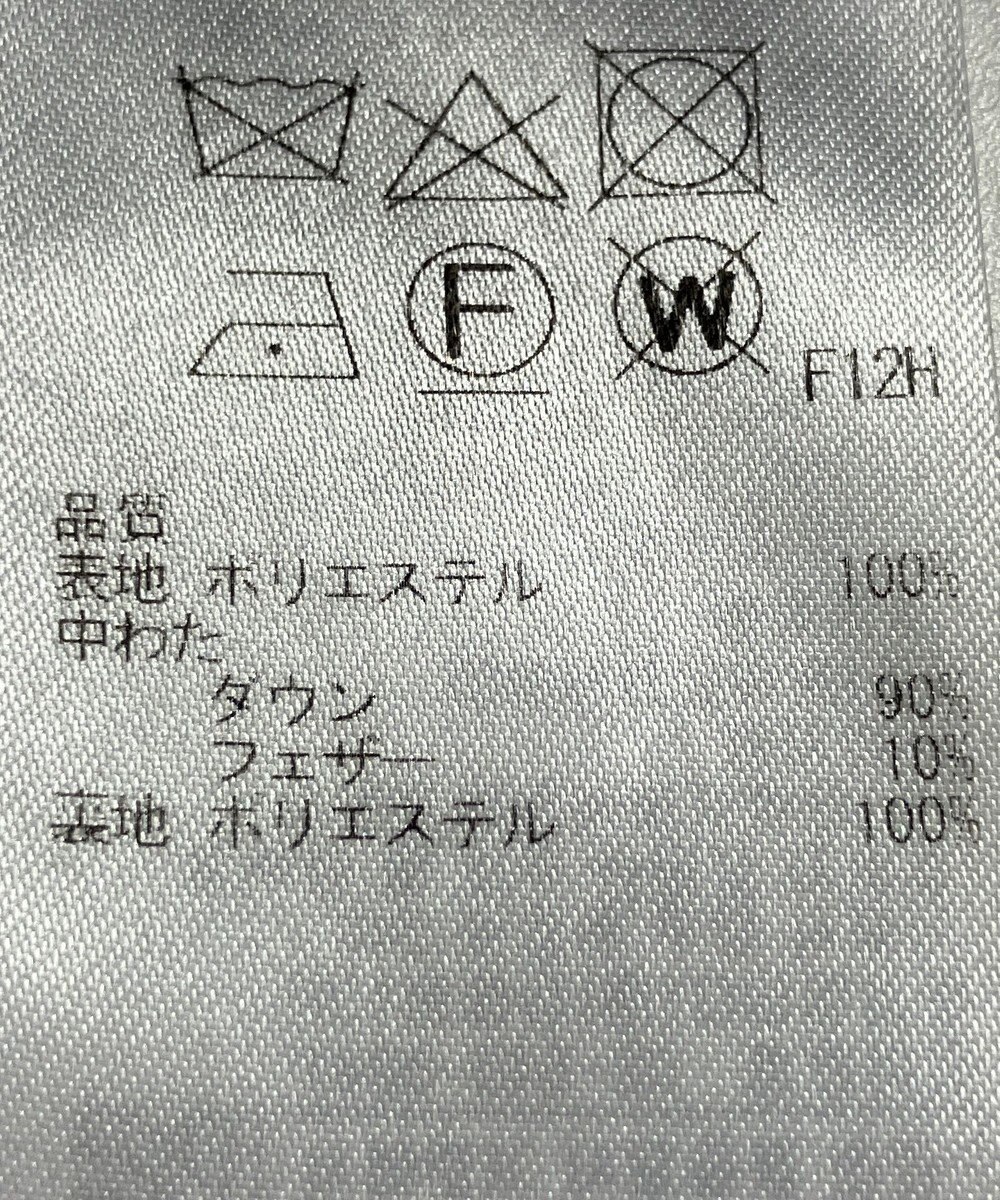 F
W
F12H
品質
表地 ポリエステル 100%
中わた
ダウン 90%
フェザー 10%
裏地 ポリエステル 100%